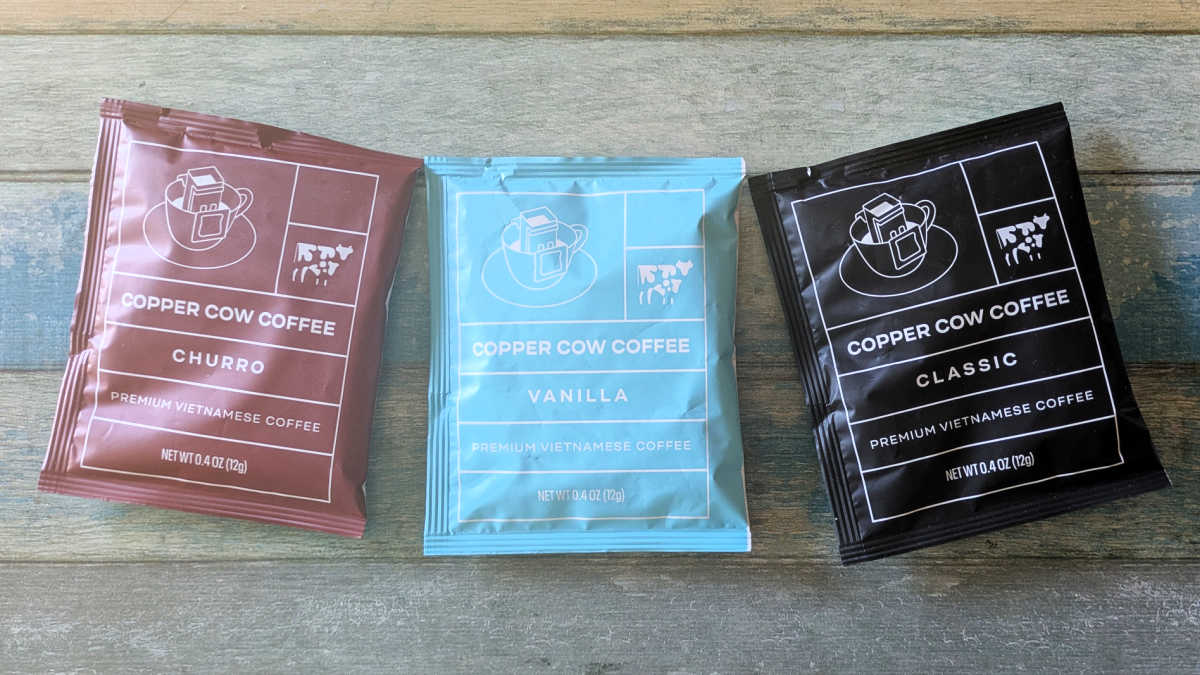 COPPER COW COFFEE
CHURRO
PREMIUM VIETNAMESE COFFEE
NET WT 0.4 OZ (12g)
COPPER COW COFFEE
VANILLA
PREMIUM VIETNAMESE COFFEE
NET WT 0.4 OZ (12g)
COPPER COW COFFEE
CLASSIC
PREMIUM VIETNAMESE COFFEE
NET WT 0.4 OZ (12g)